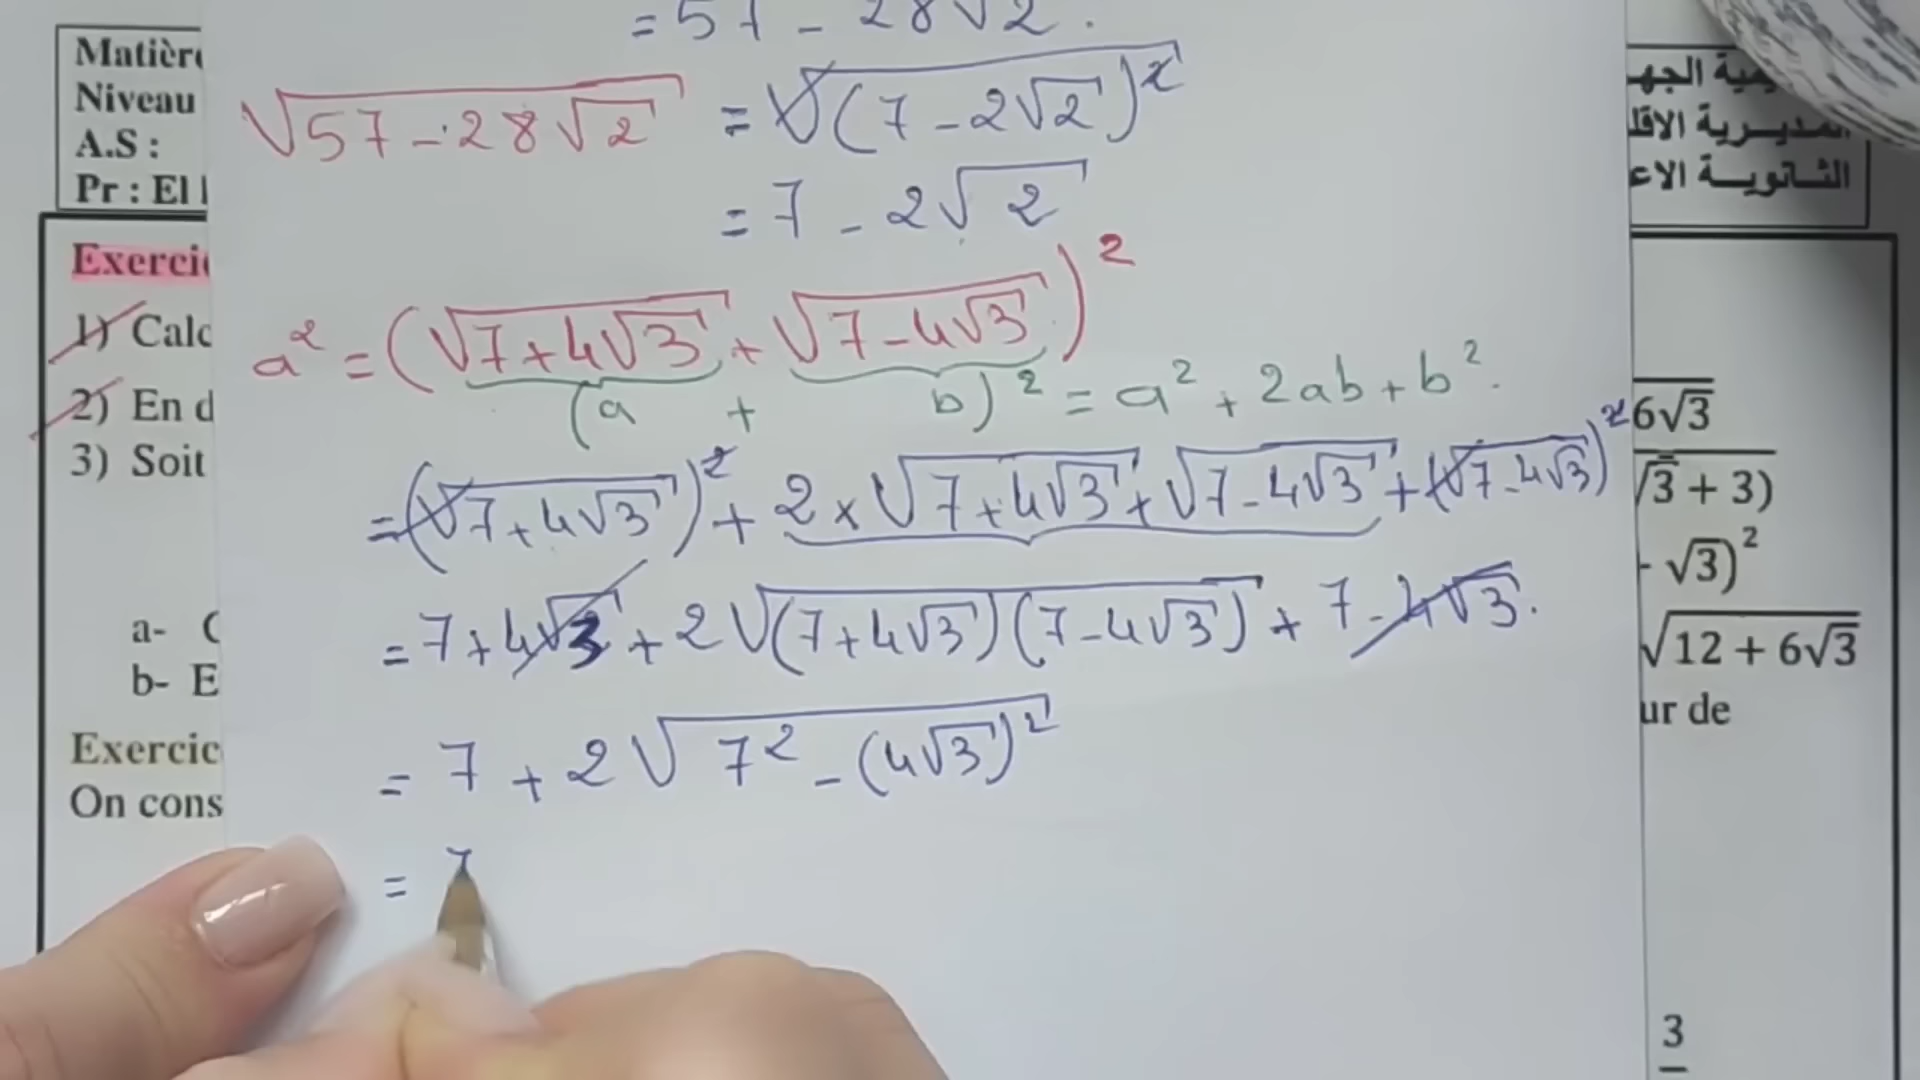 = 57 - 28√2.
Matière
Niveau
A.S :
Pr : El
√(57 - 28√2) = √(7 - 2√2)²
= 7 - 2√2
الثانوية
Exerci
1) Calc
2) En d
3) Soit
a² = (√(7+4√3) + √(7-4√3))²
(a + b)² = a² + 2ab + b².
6√3
= (√(7+4√3))² + 2 × √(7+4√3) + √(7-4√3) + (√(7-4√3))²
√3 + 3)
- √3)²
= 7 + 4√3 + 2√((7+4√3)(7-4√3)) + 7 - 4√3.
a- C
√(12 + 6√3)
b- E
ur de
= 7 + 2√(7² - (4√3)²)
Exercic
On cons
= 7
3